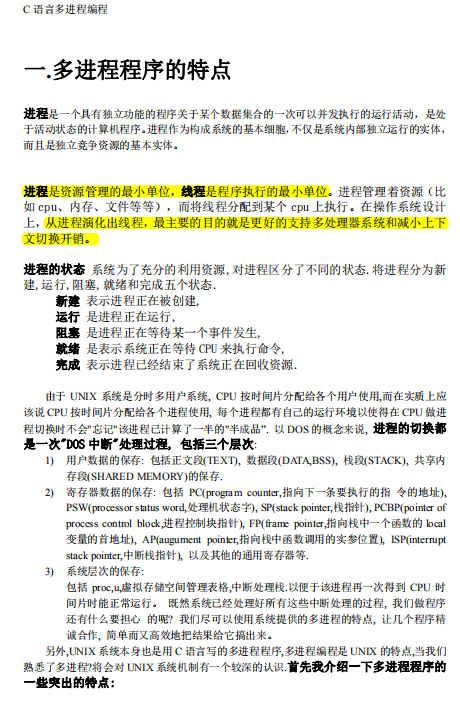 C 语言多进程编程
一.多进程程序的特点
进程是一个具有独立功能的程序关于某个数据集合的一次可以并发执行的运行活动，是处
于活动状态的计算机程序。进程作为构成系统的基本细胞,不仅是系统内部独立运行的实体,
而且是独立竞争资源的基本实体。
进程是资源管理的最小单位，线程是程序执行的最小单位。进程管理着资源（比
如 cpu、内存、文件等等），而将线程分配到某个 cpu 上执行。在操作系统设计
上，从进程演化出线程，最主要的目的就是更好的支持多处理器系统和减小上下
文切换开销。
进程的状态 系统为了充分的利用资源,对进程区分了不同的状态.将进程分为新
建,运行,阻塞,就绪和完成五个状态.
新建 表示进程正在被创建,
运行 是进程正在运行,
阻塞 是进程正在等待某一个事件发生,
就绪 是表示系统正在等待 CPU 来执行命令,
完成 表示进程已经结束了系统正在回收资源.
由于 UNIX 系统是分时多用户系统, CPU 按时间片分配给各个用户使用,而在实质上应
该说 CPU 按时间片分配给各个进程使用, 每个进程都有自己的运行环境以使得在 CPU 做进
程切换时不会"忘记"该进程已计算了一半的"半成品”. 以 DOS 的概念来说, 进程的切换都
是一次"DOS 中断"处理过程, 包括三个层次:
1) 用户数据的保存: 包括正文段(TEXT), 数据段(DATA,BSS), 栈段(STACK), 共享内
存段(SHARED MEMORY)的保存.
2) 寄存器数据的保存: 包括 PC(program counter,指向下一条要执行的指 令的地址),
PSW(processor status word,处理机状态字), SP(stack pointer,栈指针), PCBP(pointer of
process control block,进程控制块指针), FP(frame pointer,指向栈中一个函数的 local
变量的首地址), AP(augument pointer,指向栈中函数调用的实参位置), ISP(interrupt
stack pointer,中断栈指针), 以及其他的通用寄存器等.
3) 系统层次的保存:
包括 proc,u,虚拟存储空间管理表格,中断处理栈.以便于该进程再一次得到 CPU 时
间片时能正常运行。 既然系统已经处理好所有这些中断处理的过程, 我们做程序
还有什么要担心 的呢? 我们尽可以使用系统提供的多进程的特点, 让几个程序精
诚合作, 简单而又高效地把结果给它搞出来。
另外,UNIX 系统本身也是用 C 语言写的多进程程序,多进程编程是 UNIX 的特点,当我们
熟悉了多进程?将会对 UNIX 系统机制有一个较深的认识.首先我介绍一下多进程程序的
一些突出的特点: